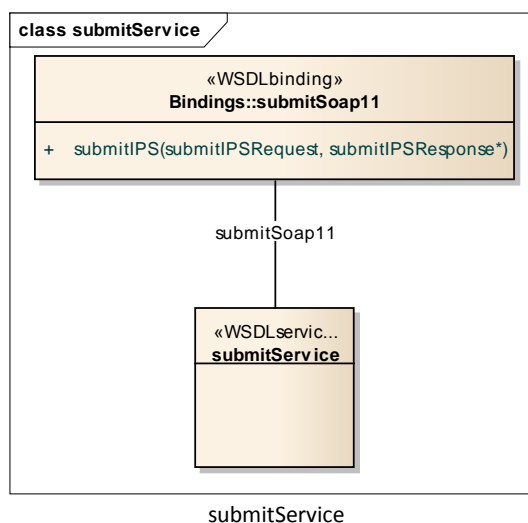 class submitService
«WSDLbinding»
Bindings::submitSoap11
+ submitIPS(submitIPSRequest, submitIPSResponse*)
submitSoap11
«WSDLservic...
submitService
submitService